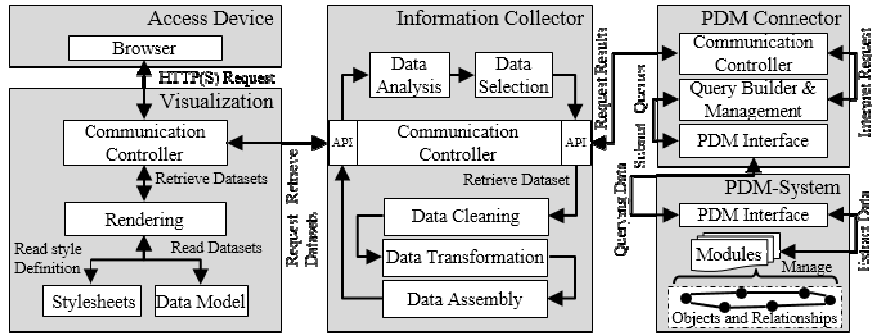 Access Device
Browser
HTTP(S) Request
Visualization
Communication
Controller
Retrieve Datasets
Rendering
Read style
Definition
Read Datasets
Stylesheets
Data Model
Request Retrieve
Datasets
Information Collector
Data
Analysis
Data
Selection
API
Communication
Controller
API
Retrieve Dataset
Data Cleaning
Data Transformation
Data Assembly
Request Results
Submit Queries
Querying Data
PDM Connector
Communication
Controller
Query Builder &
Management
PDM Interface
Interpret Request
PDM-System
PDM Interface
Modules
Manage
Extract Data
Objects and Relationships